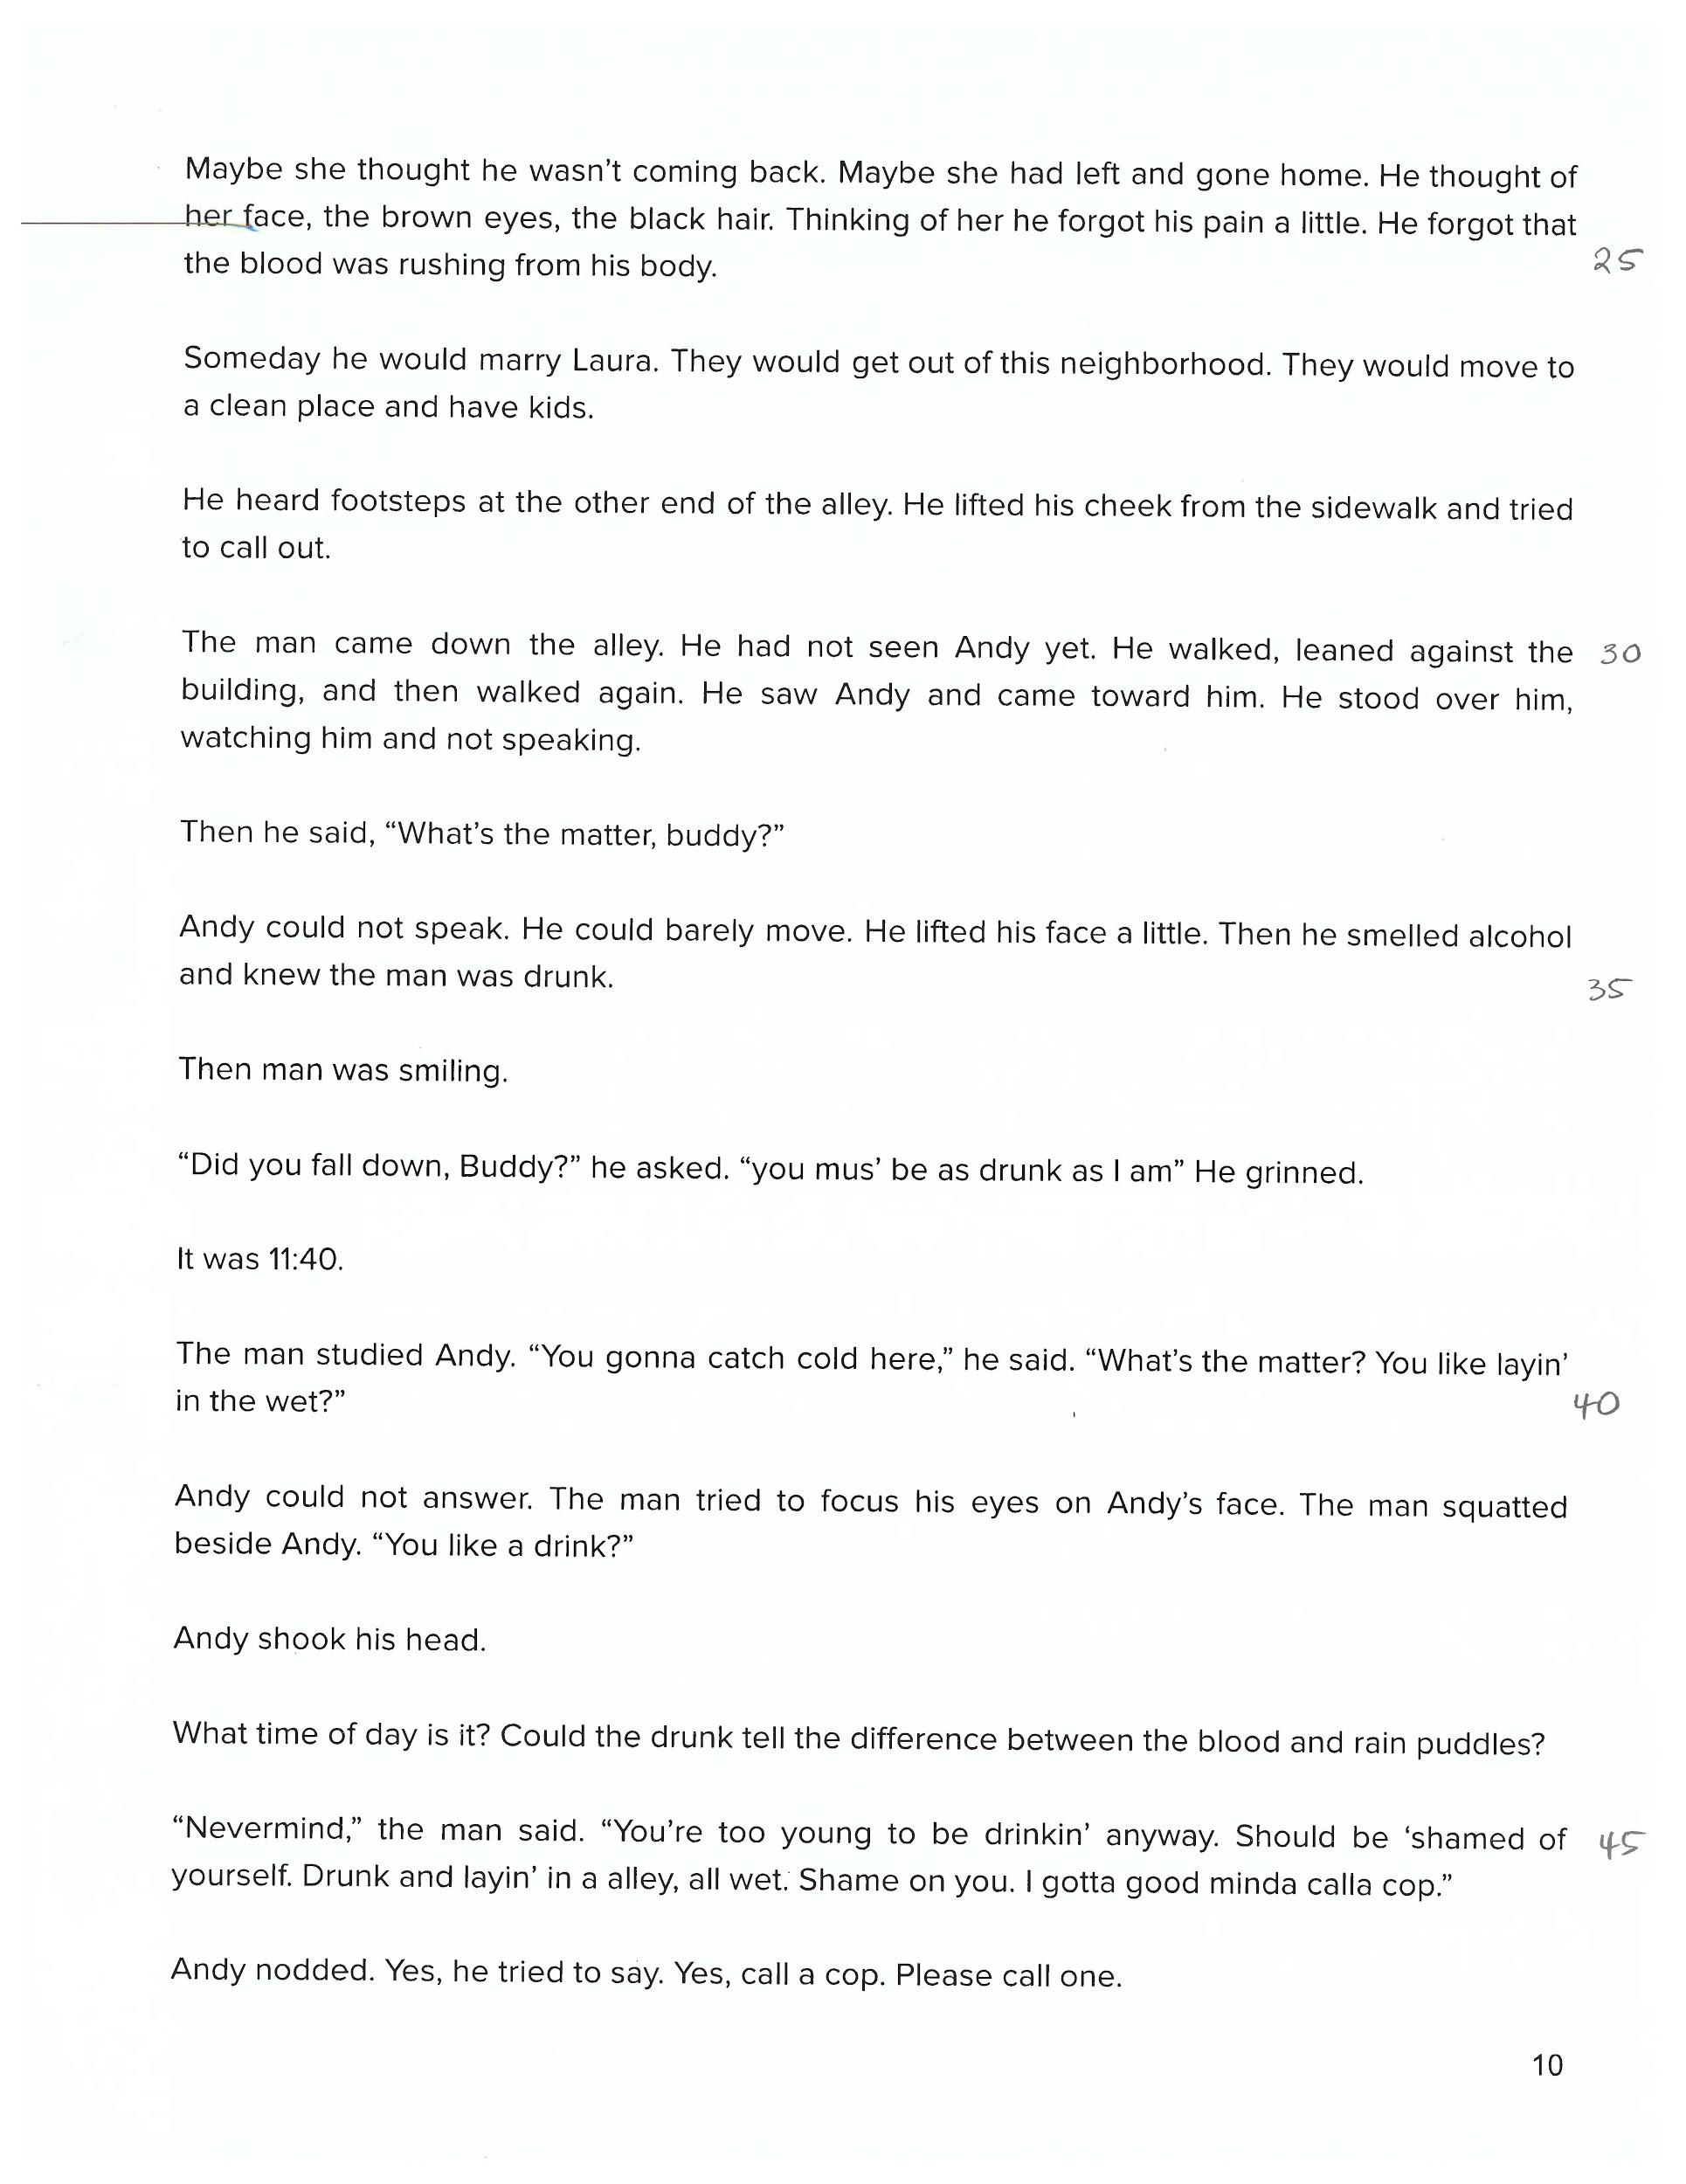 Maybe she thought he wasn't coming back. Maybe she had left and gone home. He thought of
her face, the brown eyes, the black hair. Thinking of her he forgot his pain a little. He forgot that
the blood was rushing from his body. 25
Someday he would marry Laura. They would get out of this neighborhood. They would move to
a clean place and have kids.
He heard footsteps at the other end of the alley. He lifted his cheek from the sidewalk and tried
to call out.
The man came down the alley. He had not seen Andy yet. He walked, leaned against the 30
building, and then walked again. He saw Andy and came toward him. He stood over him,
watching him and not speaking.
Then he said, “What's the matter, buddy?”
Andy could not speak. He could barely move. He lifted his face a little. Then he smelled alcohol
and knew the man was drunk. 35
Then man was smiling.
“Did you fall down, Buddy?” he asked. “you mus’ be as drunk as I am” He grinned.
It was 11:40.
The man studied Andy. “You gonna catch cold here,” he said. “What's the matter? You like layin’
in the wet?” 40
Andy could not answer. The man tried to focus his eyes on Andy's face. The man squatted
beside Andy. “You like a drink?”
Andy shook his head.
What time of day is it? Could the drunk tell the difference between the blood and rain puddles?
“Nevermind,” the man said. “You're too young to be drinkin’ anyway. Should be ‘shamed of 45
yourself. Drunk and layin’ in a alley, all wet. Shame on you. I gotta good minda calla cop.”
Andy nodded. Yes, he tried to say. Yes, call a cop. Please call one.
10